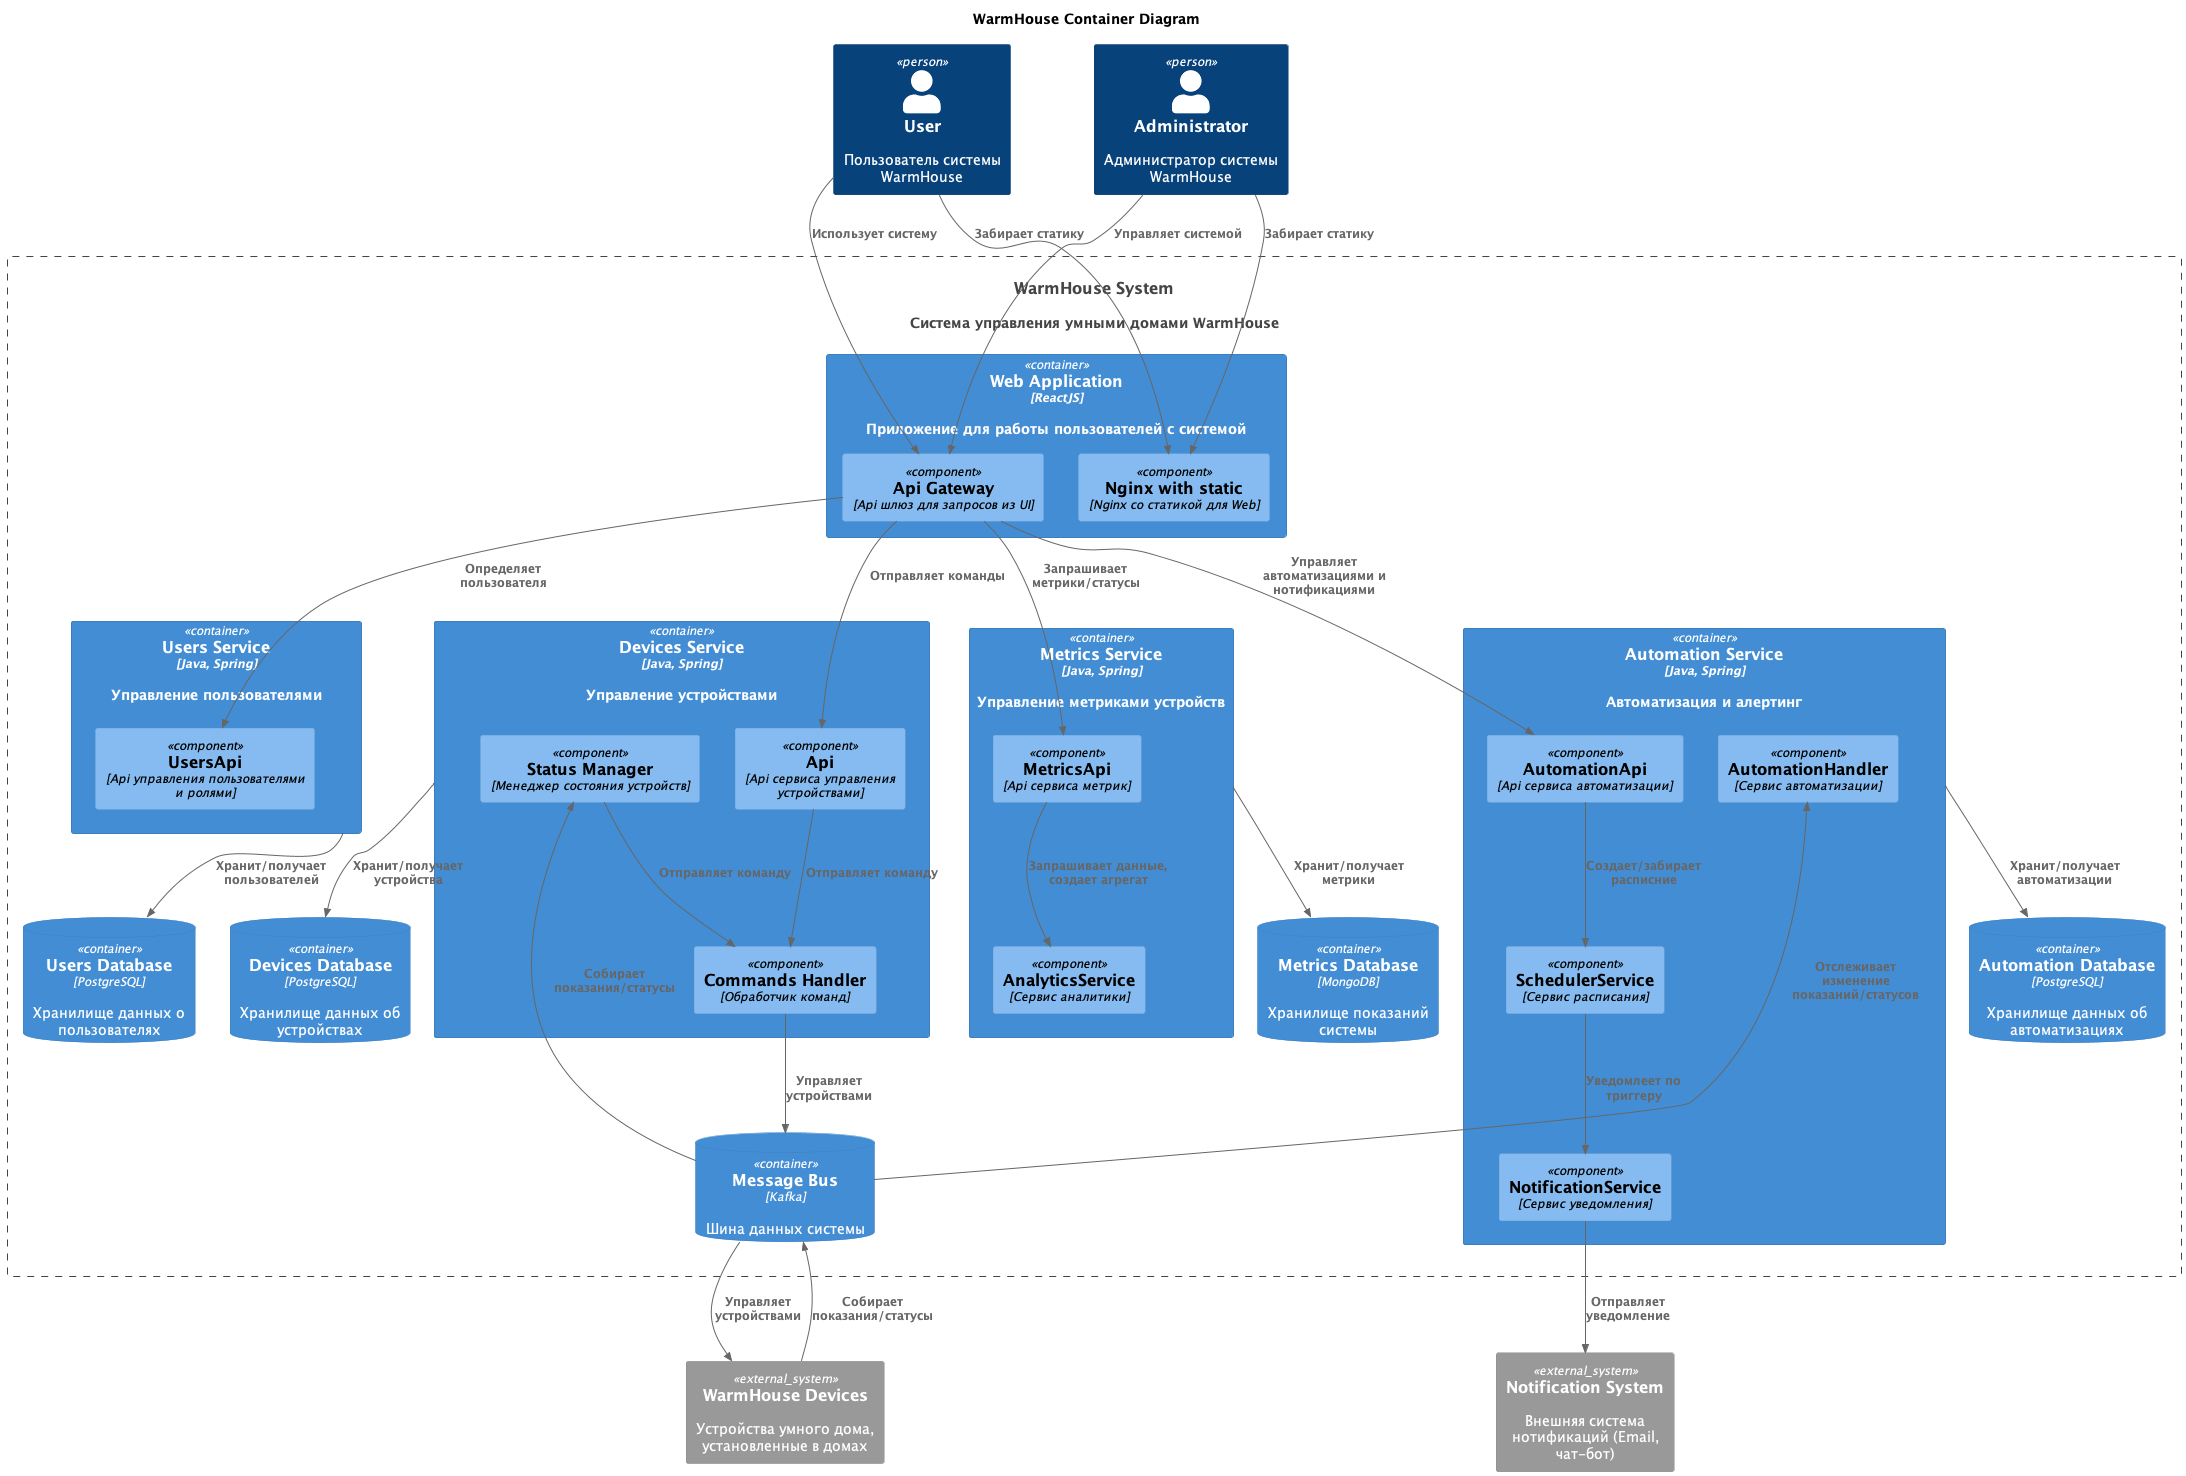 WarmHouse Container Diagram
«person»
User
Пользователь системы
WarmHouse
«person»
Administrator
Администратор системы
WarmHouse
Использует систему
Забирает статику
Управляет системой
Забирает статику
WarmHouse System
Система управления умными домами WarmHouse
«container»
Web Application
[ReactJS]
Приложение для работы пользователей с системой
«component»
Api Gateway
[Api шлюз для запросов из UI]
«component»
Nginx with static
[Nginx со статикой для Web]
Определяет
пользователя
Отправляет команды
Запрашивает
метрики/статусы
Управляет
автоматизациями и
нотификациями
«container»
Users Service
[Java, Spring]
Управление пользователями
«component»
UsersApi
[Api управления пользователями
и ролями]
«container»
Devices Service
[Java, Spring]
Управление устройствами
«component»
Status Manager
[Менеджер состояния устройств]
«component»
Api
[Api сервиса управления
устройствами]
«container»
Metrics Service
[Java, Spring]
Управление метриками устройств
«component»
MetricsApi
[Api сервиса метрик]
«container»
Automation Service
[Java, Spring]
Автоматизация и алертинг
«component»
AutomationApi
[Api сервиса автоматизации]
«component»
AutomationHandler
[Сервис автоматизации]
Хранит/получает
пользователей
Хранит/получает
устройства
Отправляет команду
Отправляет команду
Запрашивает данные,
создает агрегат
Хранит/получает
метрики
Создает/забирает
расписние
Хранит/получает
автоматизации
«container»
Users Database
[PostgreSQL]
Хранилище данных о
пользователях
«container»
Devices Database
[PostgreSQL]
Хранилище данных об
устройствах
Собирает
показания/статусы
«component»
Commands Handler
[Обработчик команд]
«component»
AnalyticsService
[Сервис аналитики]
«container»
Metrics Database
[MongoDB]
Хранилище показаний
системы
«component»
SchedulerService
[Сервис расписания]
Отслеживает
изменение
показаний/статусов
«container»
Automation Database
[PostgreSQL]
Хранилище данных об
автоматизациях
Управляет
устройствами
Уведомлеет по
триггеру
«container»
Message Bus
[Kafka]
Шина данных системы
«component»
NotificationService
[Сервис уведомления]
Управляет
устройствами
Собирает
показания/статусы
Отправляет
уведомление
«external_system»
WarmHouse Devices
Устройства умного дома,
установленные в домах
«external_system»
Notification System
Внешняя система
нотификаций (Email,
чат-бот)